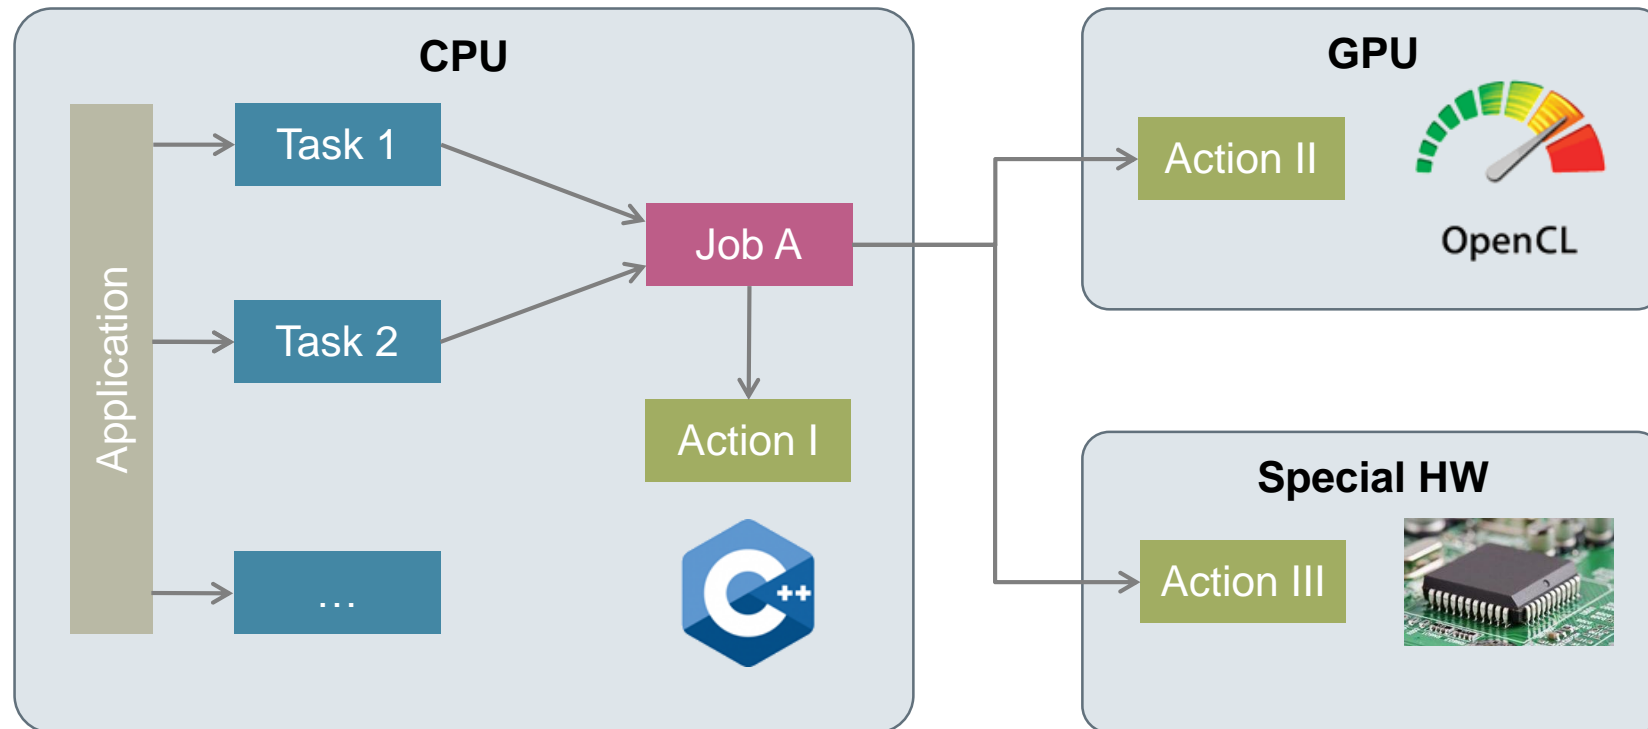 CPU
Application
Task 1
Task 2
...
Job A
Action I
C++
GPU
Action II
OpenCL
Special HW
Action III